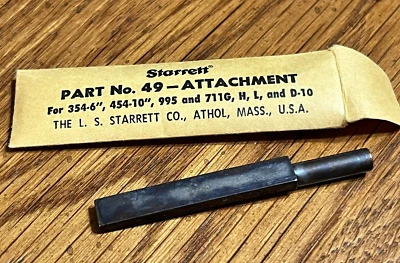 Starrett
PART No. 49—ATTACHMENT
For 354-6", 454-10", 995 and 711G, H, L, and D-10
THE L. S. STARRETT CO., ATHOL, MASS., U.S.A.